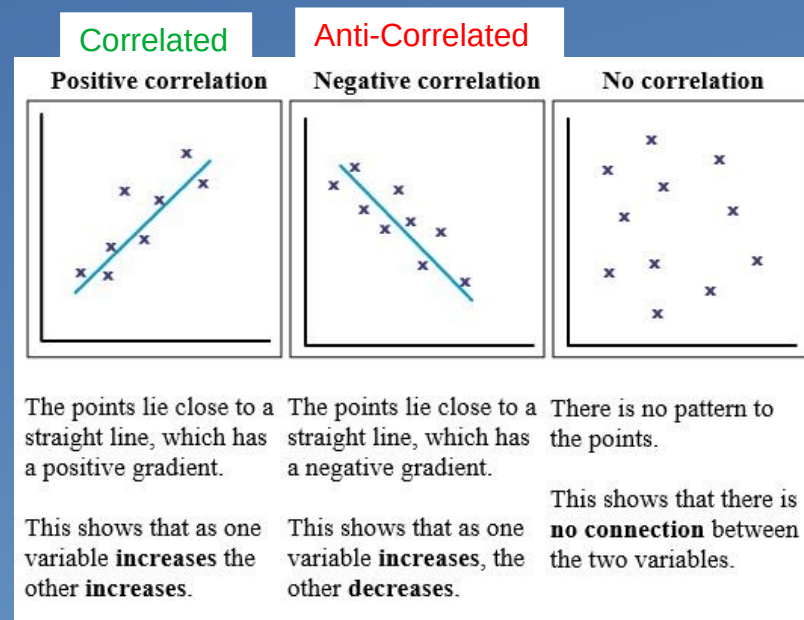 Correlated
Anti-Correlated
Positive correlation
Negative correlation
No correlation
The points lie close to a
straight line, which has
a positive gradient.
This shows that as one
variable increases the
other increases.
The points lie close to a
straight line, which has
a negative gradient.
This shows that as one
variable increases, the
other decreases.
There is no pattern to
the points.
This shows that there is
no connection between
the two variables.